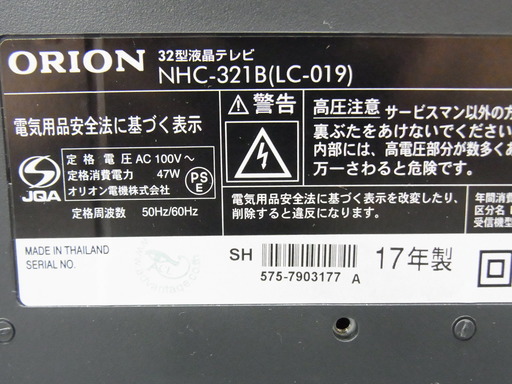 ORION
32型液晶テレビ
NHC-321B(LC-019)
電気用品安全法に基づく表示
JQA
定格電圧 AC 100V~
定格消費電力 47W
オリオン電機株式会社
PS
E
定格周波数 50Hz/60Hz
警告
高圧注意 サービスマン以外の方
裏ぶたをあけないでください
内部には、高電圧部分が数多くあ
万一さわると危険です。
電気用品安全法に基づく表示を改変したり、
削除すると違反になります。
年間消
区分名
受信機型
MADE IN THAILAND
SERIAL NO.
SH
575-7903177 A
17年製